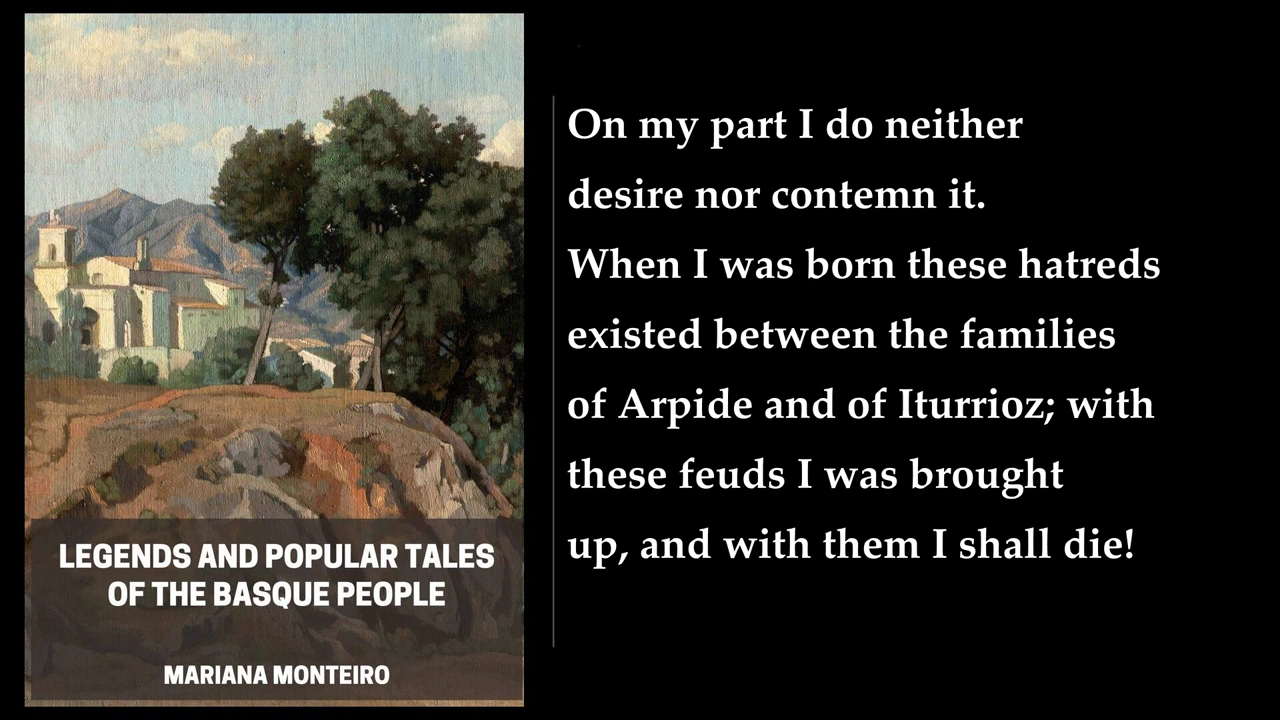 LEGENDS AND POPULAR TALES
OF THE BASQUE PEOPLE
MARIANA MONTEIRO
On my part I do neither
desire nor contemn it.
When I was born these hatreds
existed between the families
of Arpide and of Iturrioz; with
these feuds I was brought
up, and with them I shall die!